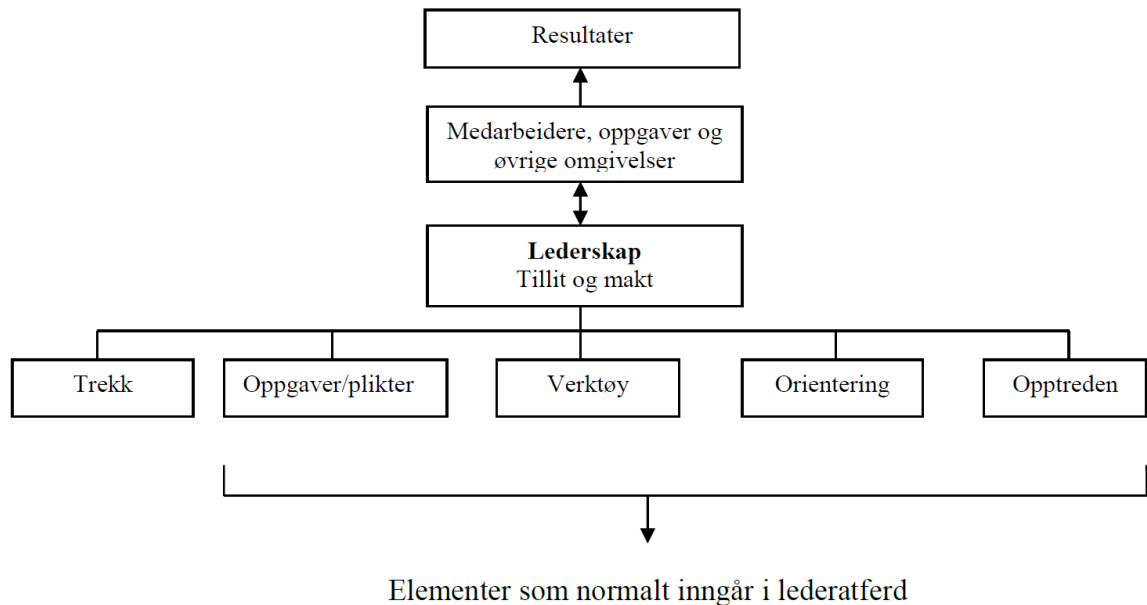 Resultater
Medarbeidere, oppgaver og
øvrige omgivelser
Lederskap
Tillit og makt
Trekk
Oppgaver/plikter
Verktøy
Orientering
Opptreden
Elementer som normalt inngår i lederatferd